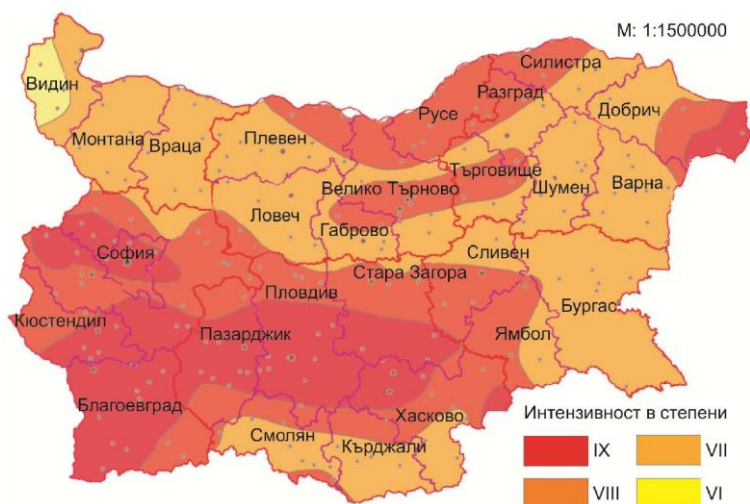 М: 1:1500000
Силистра
Видин
Разград
Русе
Добрич
Монтана
Враца
Плевен
Търговище
Велико Търново
Шумен
Варна
Ловеч
Габрово
София
Сливен
Стара Загора
Пловдив
Бургас
Кюстендил
Пазарджик
Ямбол
Благоевград
Хасково
Смолян
Кърджали
Интензивност в степени
IX
VII
VIII
VI